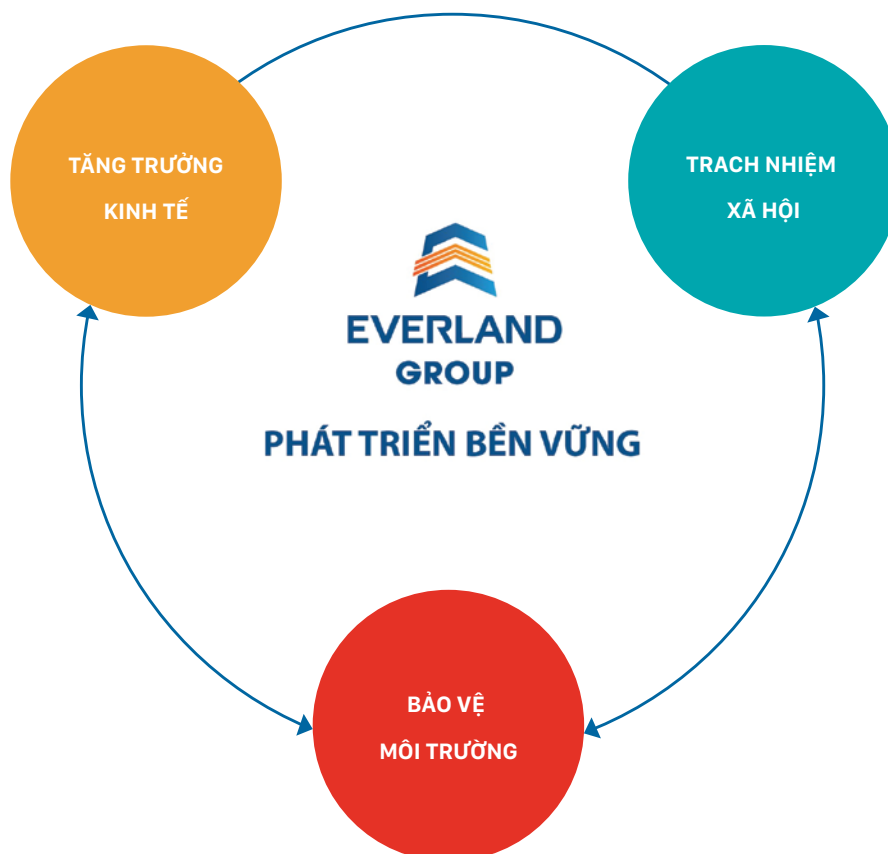 TĂNG TRƯỞNG
KINH TẾ
TRACH NHIỆM
XÃ HỘI
EVERLAND
GROUP
PHÁT TRIỂN BỀN VỮNG
BẢO VỆ
MÔI TRƯỜNG